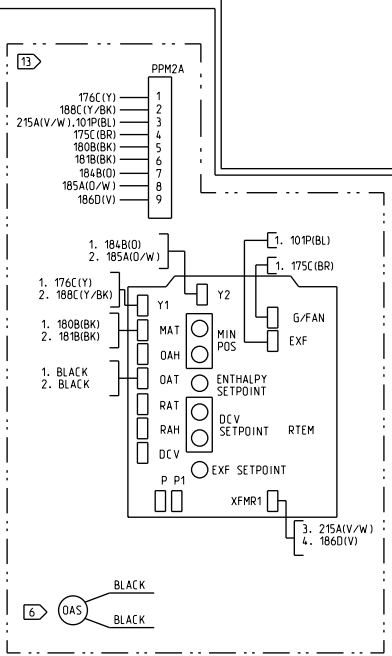 13
PPM2A
176C(Y) 1
188C(Y/BK) 2
215A(V/W).101P(BL) 3
175C(BR) 4
180B(BK) 5
181B(BK) 6
184B(O) 7
185A(O/W) 8
186D(V) 9
1. 184B(O)
2. 185A(O/W)
1. 101P(BL)
1. 175C(BR)
1. 176C(Y)
2. 188C(Y/BK)
Y1
Y2
G/FAN
1. 180B(BK)
2. 181B(BK)
MAT
MIN
POS
EXF
OAH
1. BLACK
2. BLACK
OAT
ENTHALPY
SETPOINT
RAT
DCV
SETPOINT
RAH
RTEM
DCV
EXF SETPOINT
P P1
XFMR1
3. 215A(V/W)
4. 186D(V)
BLACK
6
OAS
BLACK